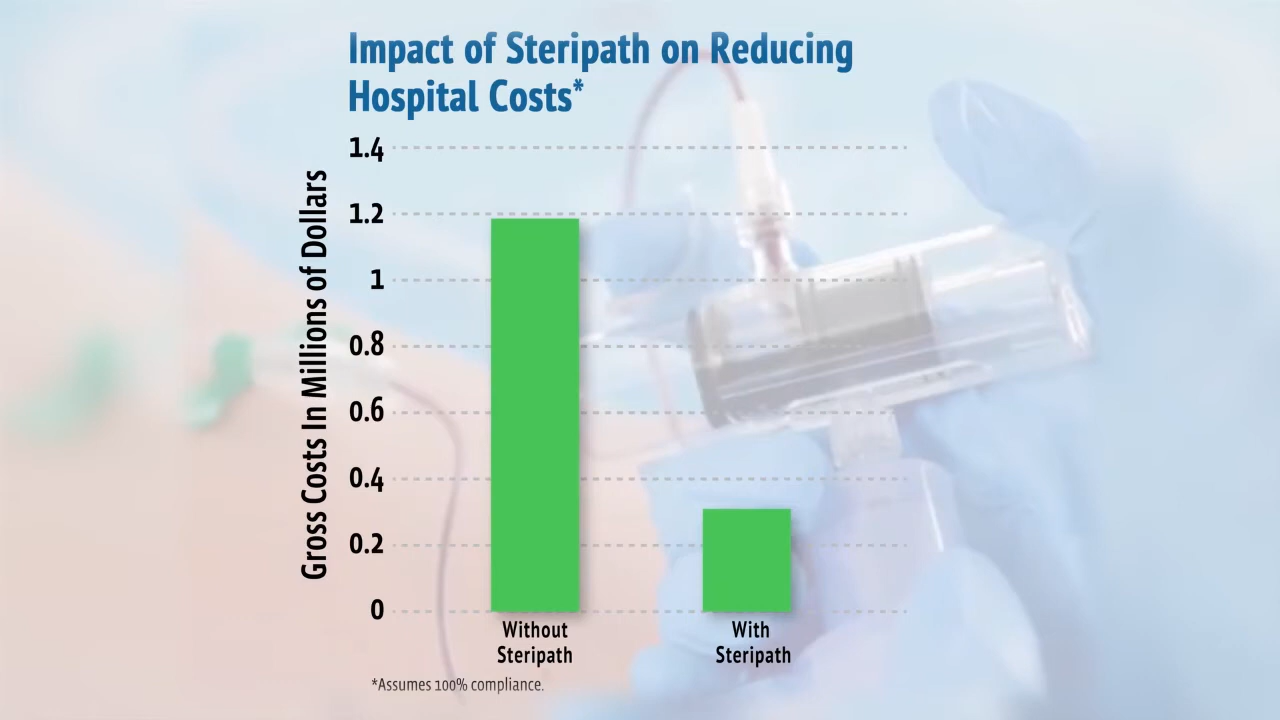 Impact of Steripath on Reducing
Hospital Costs*
Gross Costs In Millions of Dollars
1.4
1.2
1
0.8
0.6
0.4
0.2
0
Without
Steripath
With
Steripath
*Assumes 100% compliance.